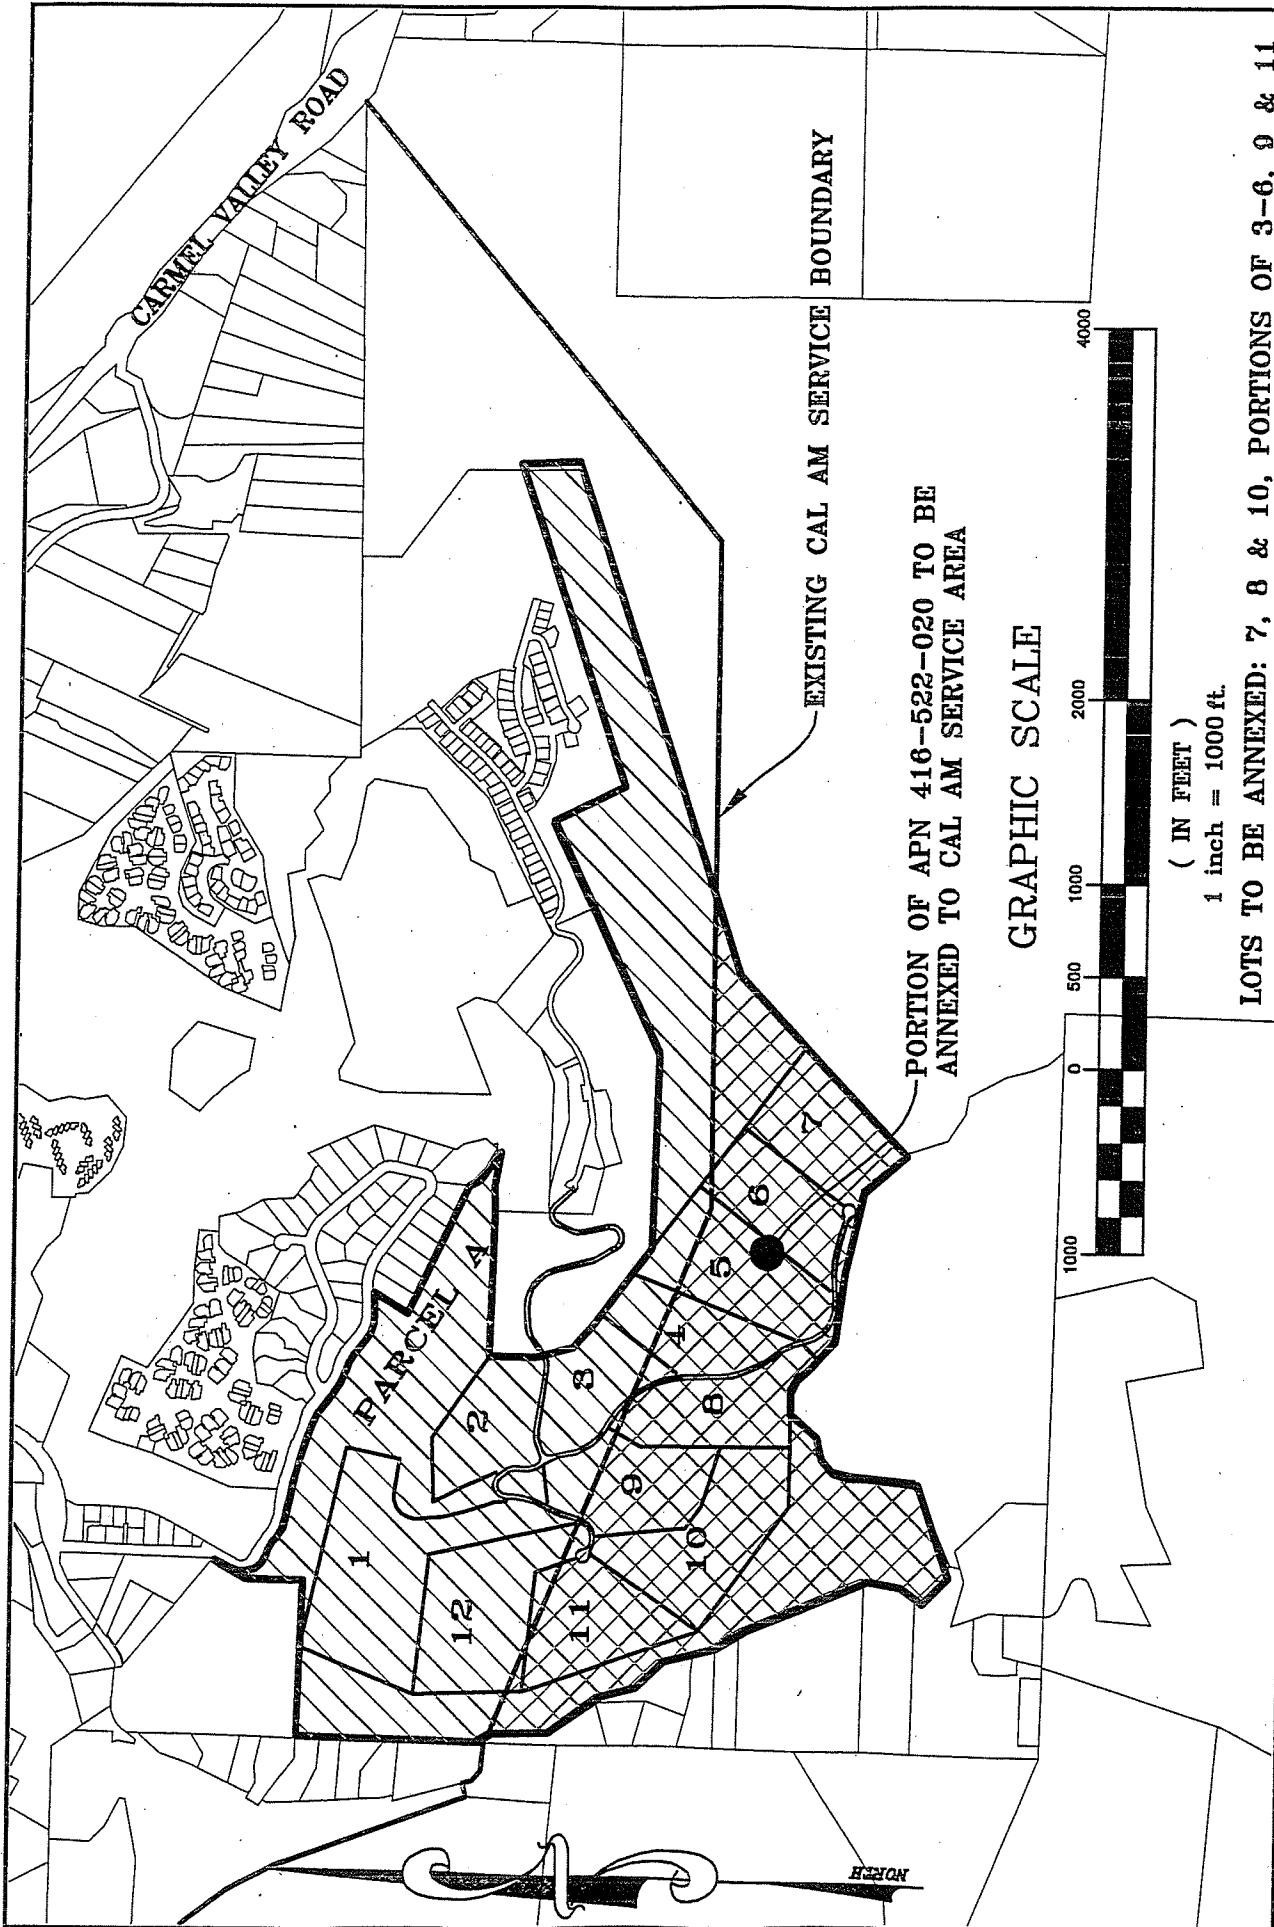 CARMEL VALLEY ROAD
EXISTING CAL AM SERVICE BOUNDARY
PARCEL A
1
2
3
4
5
6
7
8
9
10
11
12
PORTION OF APN 416-522-020 TO BE
ANNEXED TO CAL AM SERVICE AREA
NORTH
GRAPHIC SCALE
1000 0 500 1000 2000 4000
( IN FEET )
1 inch = 1000 ft.
LOTS TO BE ANNEXED: 7, 8 & 10, PORTIONS OF 3-6, 9 & 11